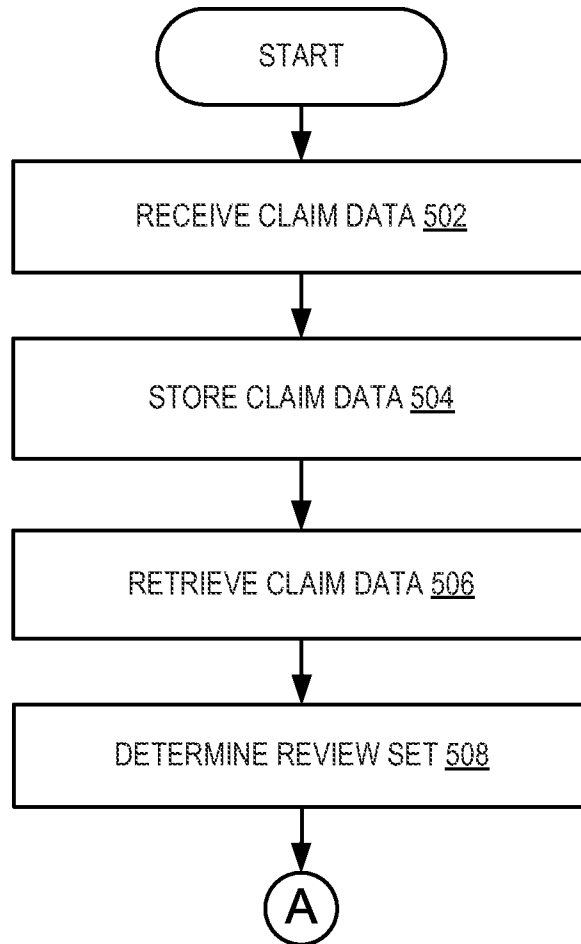 START
RECEIVE CLAIM DATA 502
STORE CLAIM DATA 504
RETRIEVE CLAIM DATA 506
DETERMINE REVIEW SET 508
A